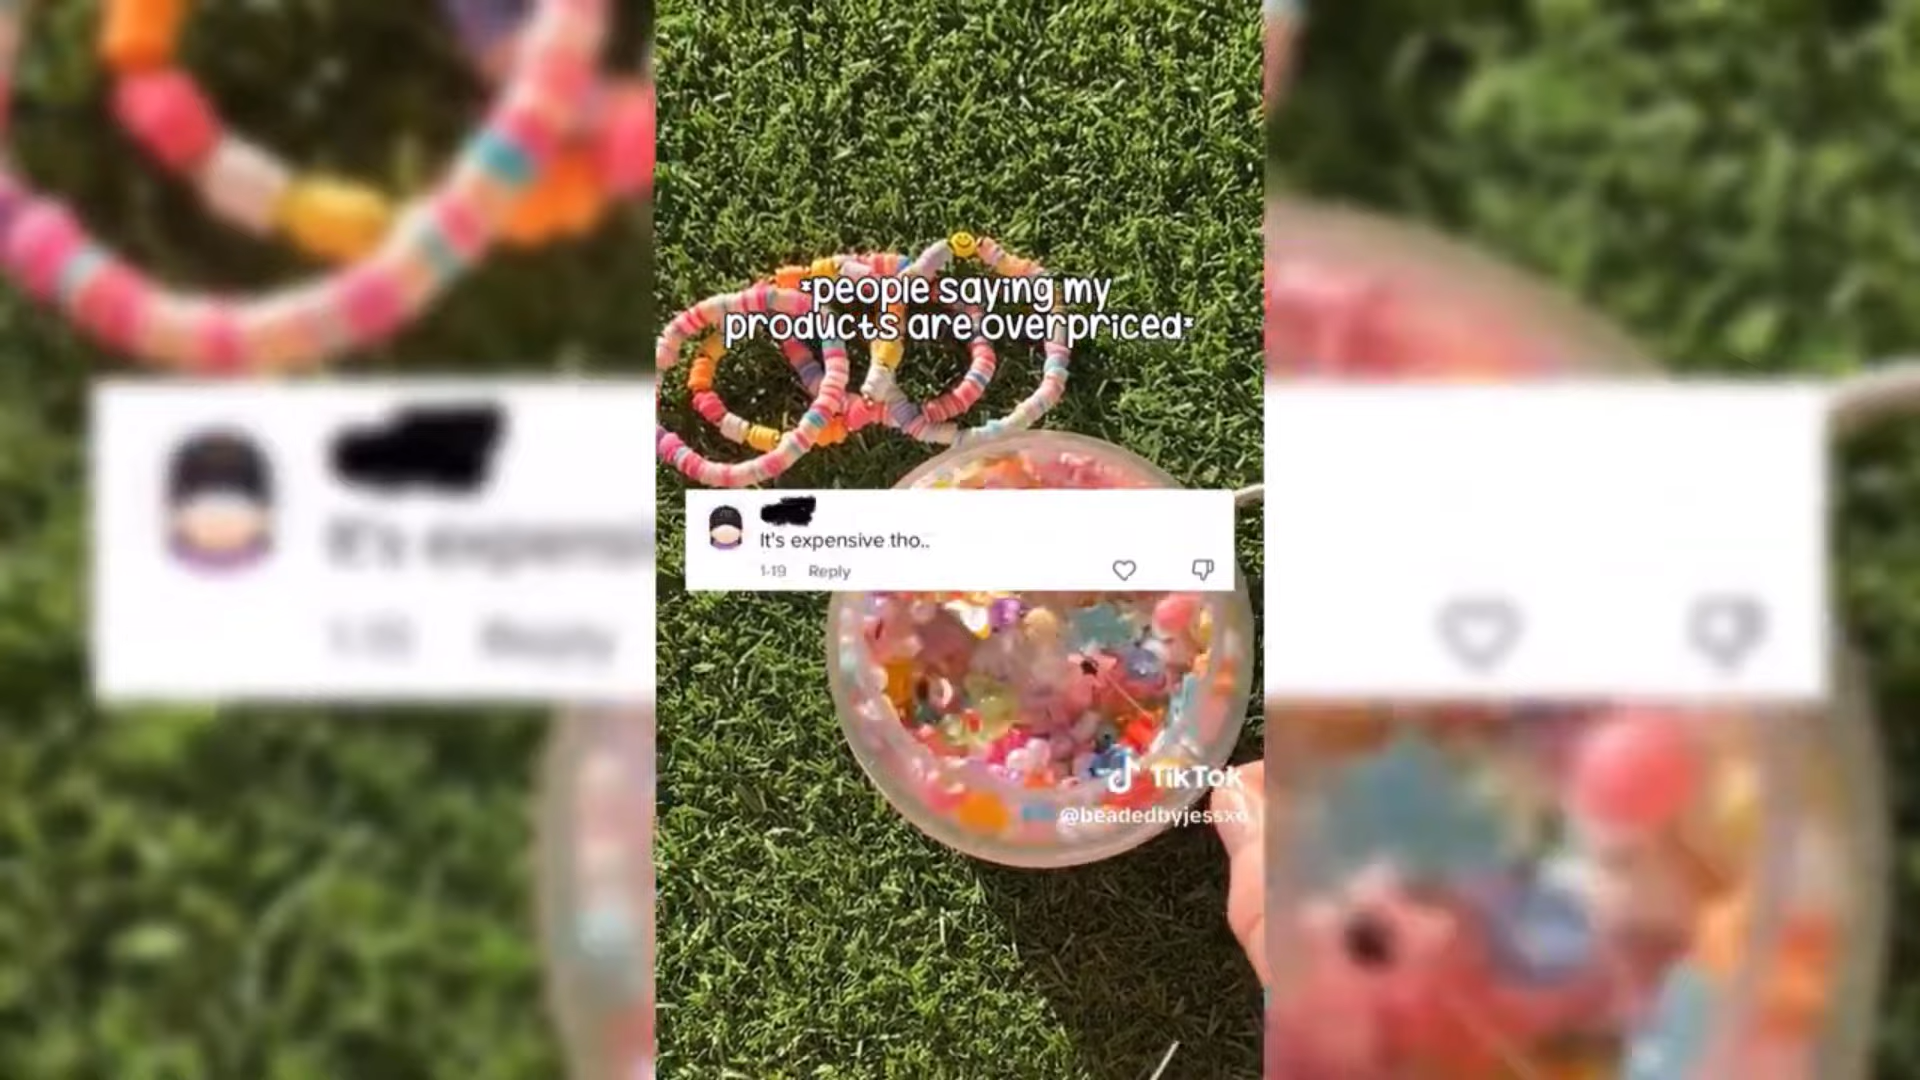 *people saying my
products are overpriced*
It's expensive tho..
1-19 Reply
TikTok
@beadedbyjessxo